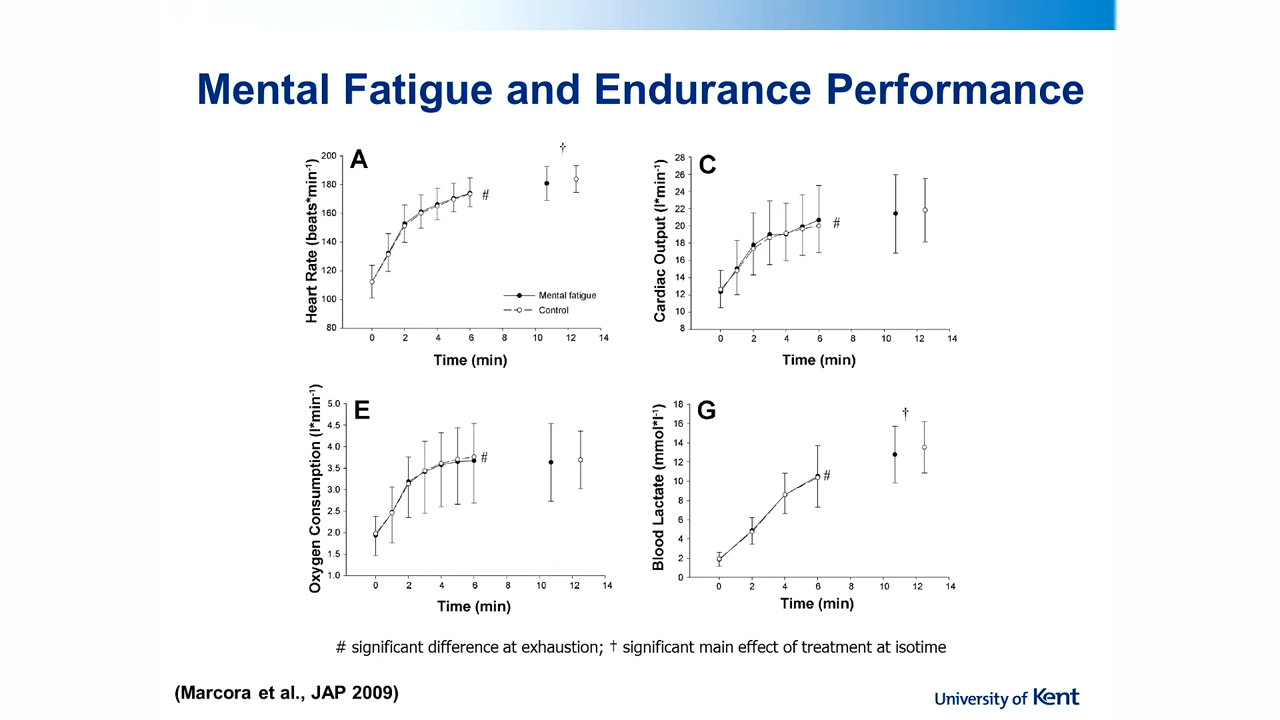 Mental Fatigue and Endurance Performance
A
Heart Rate (beats*min-1)
200
180
160
140
120
100
80
†
#
Mental fatigue
Control
0 2 4 6 8 10 12 14
Time (min)
C
Cardiac Output (l*min-1)
28
26
24
22
20
18
16
14
12
10
8
#
0 2 4 6 8 10 12 14
Time (min)
E
Oxygen Consumption (l*min-1)
5.0
4.5
4.0
3.5
3.0
2.5
2.0
1.5
1.0
#
0 2 4 6 8 10 12 14
Time (min)
G
Blood Lactate (mmol*l-1)
18
16
14
12
10
8
6
4
2
0
†
#
0 2 4 6 8 10 12 14
Time (min)
# significant difference at exhaustion; † significant main effect of treatment at isotime
(Marcora et al., JAP 2009)
University of Kent